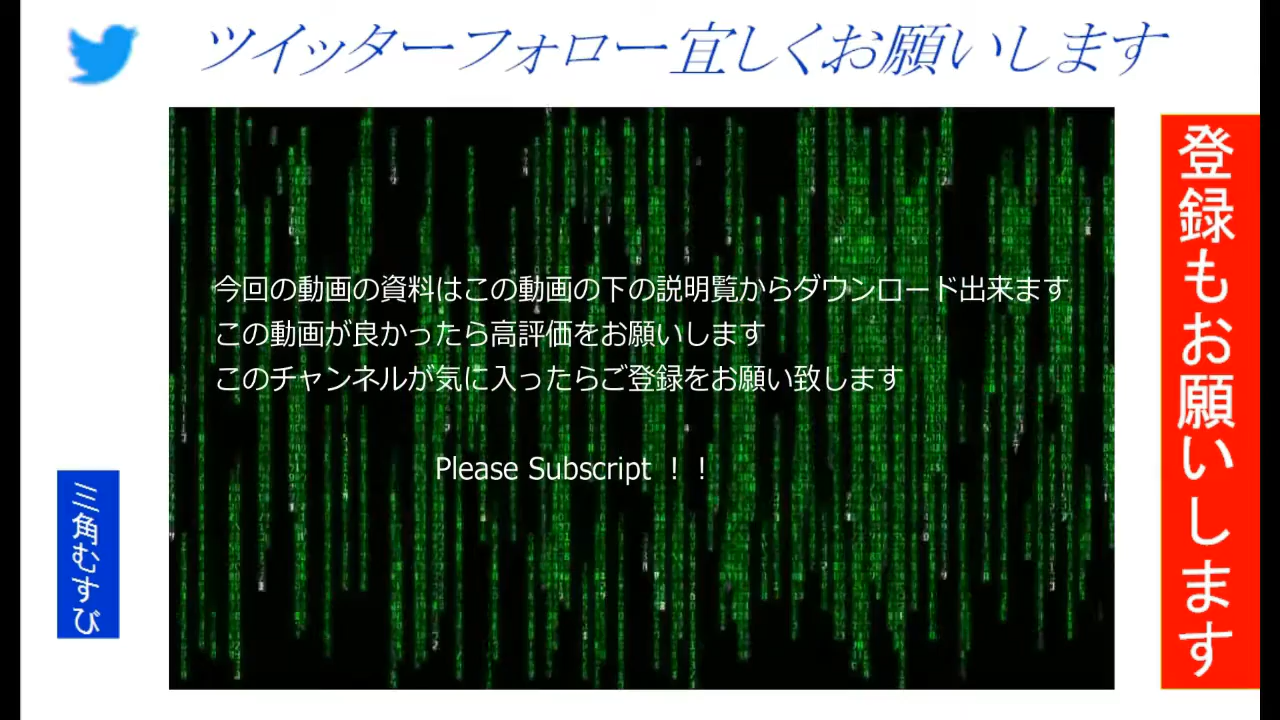 ツイッターフォロー宜しくお願いします
今回の動画の資料はこの動画の下の説明覧からダウンロード出来ます
この動画が良かったら高評価をお願いします
このチャンネルが気に入ったらご登録をお願い致します
Please Subscript ！！
三角むすび
登録もお願いします